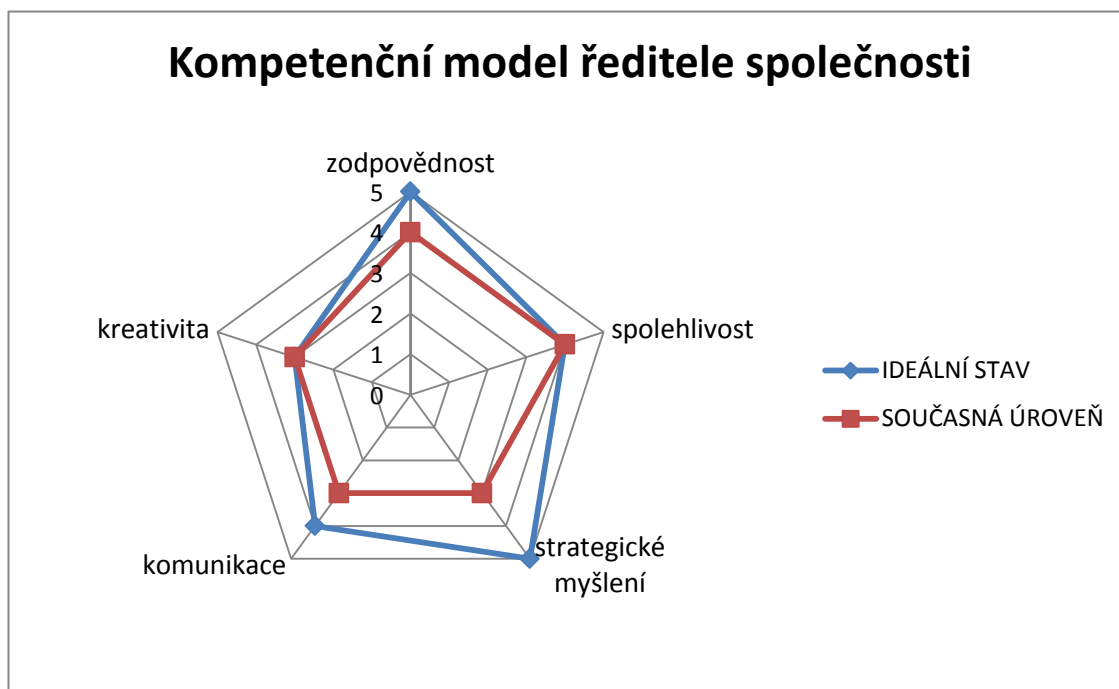 Kompetenční model ředitele společnosti
zodpovědnost
5
4
3
2
1
0
kreativita
spolehlivost
komunikace
strategické
myšlení
IDEÁLNÍ STAV
SOUČASNÁ ÚROVEŇ